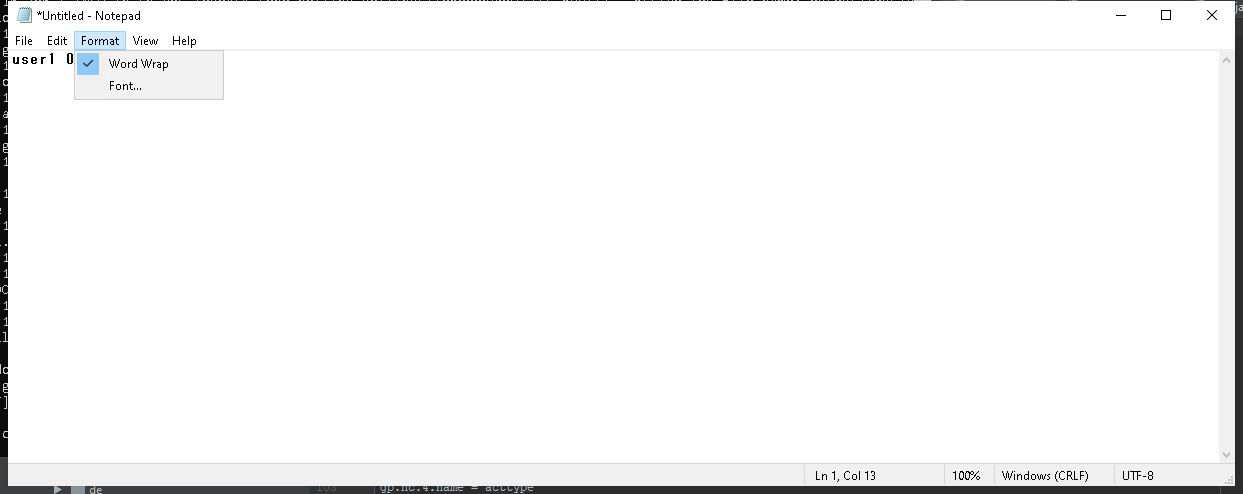 *Untitled - Notepad
File Edit Format View Help
user1 0
Word Wrap
Font...
Ln 1, Col 13
100%
Windows (CRLF)
UTF-8
de
gp.nc.4.name = acctype